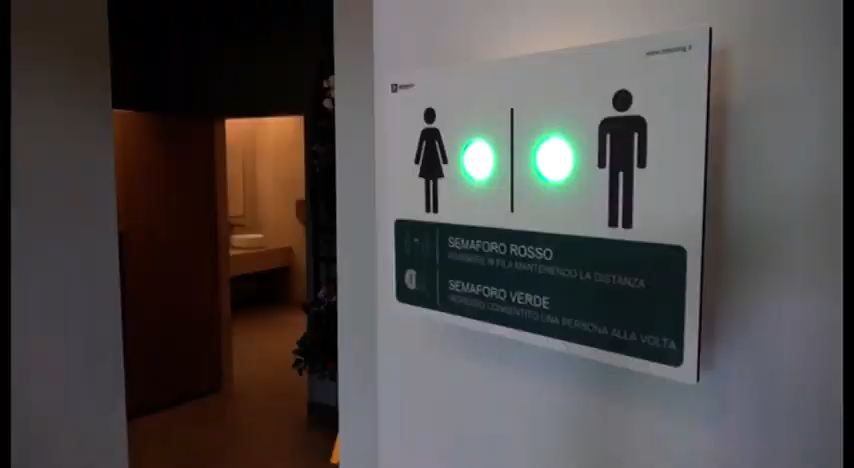 SEMAFORO ROSSO
RIMANERE IN FILA MANTENENDO LA DISTANZA
SEMAFORO VERDE
INGRESSO CONSENTITO UNA PERSONA ALLA VOLTA